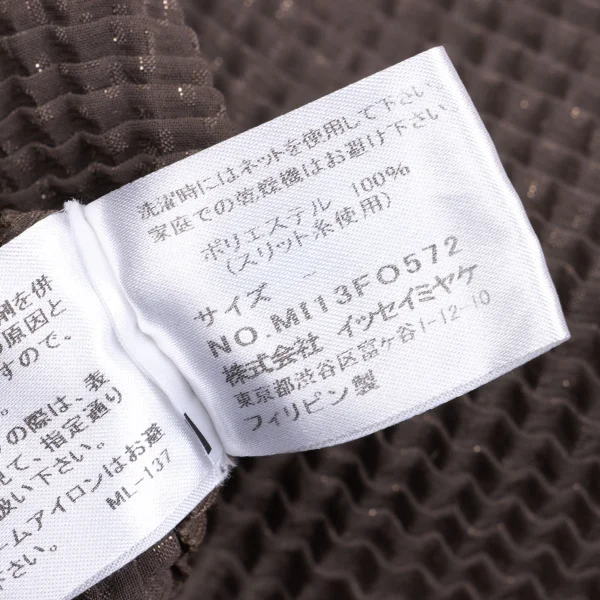 洗濯時にはネットを使用して下さい。
家庭での乾燥機はお避け下さい。
ポリエステル 100%
(スリット糸使用)
サイズ －
NO.MI13FO572
株式会社 イッセイミヤケ
東京都渋谷区富ヶ谷1-12-10
フィリピン製
剤を併
の原因と
すので、
の際は、表
見て、指定通り
扱い下さい。
ームアイロンはお避
下さい。
ML-137